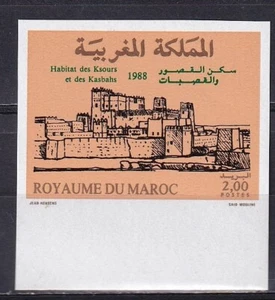 المملكة المغربية
Habitat des Ksours
et des Kasbahs
1988
سكن القصور
والقصبات
ROYAUME DU MAROC
البريد
2,00
POSTES